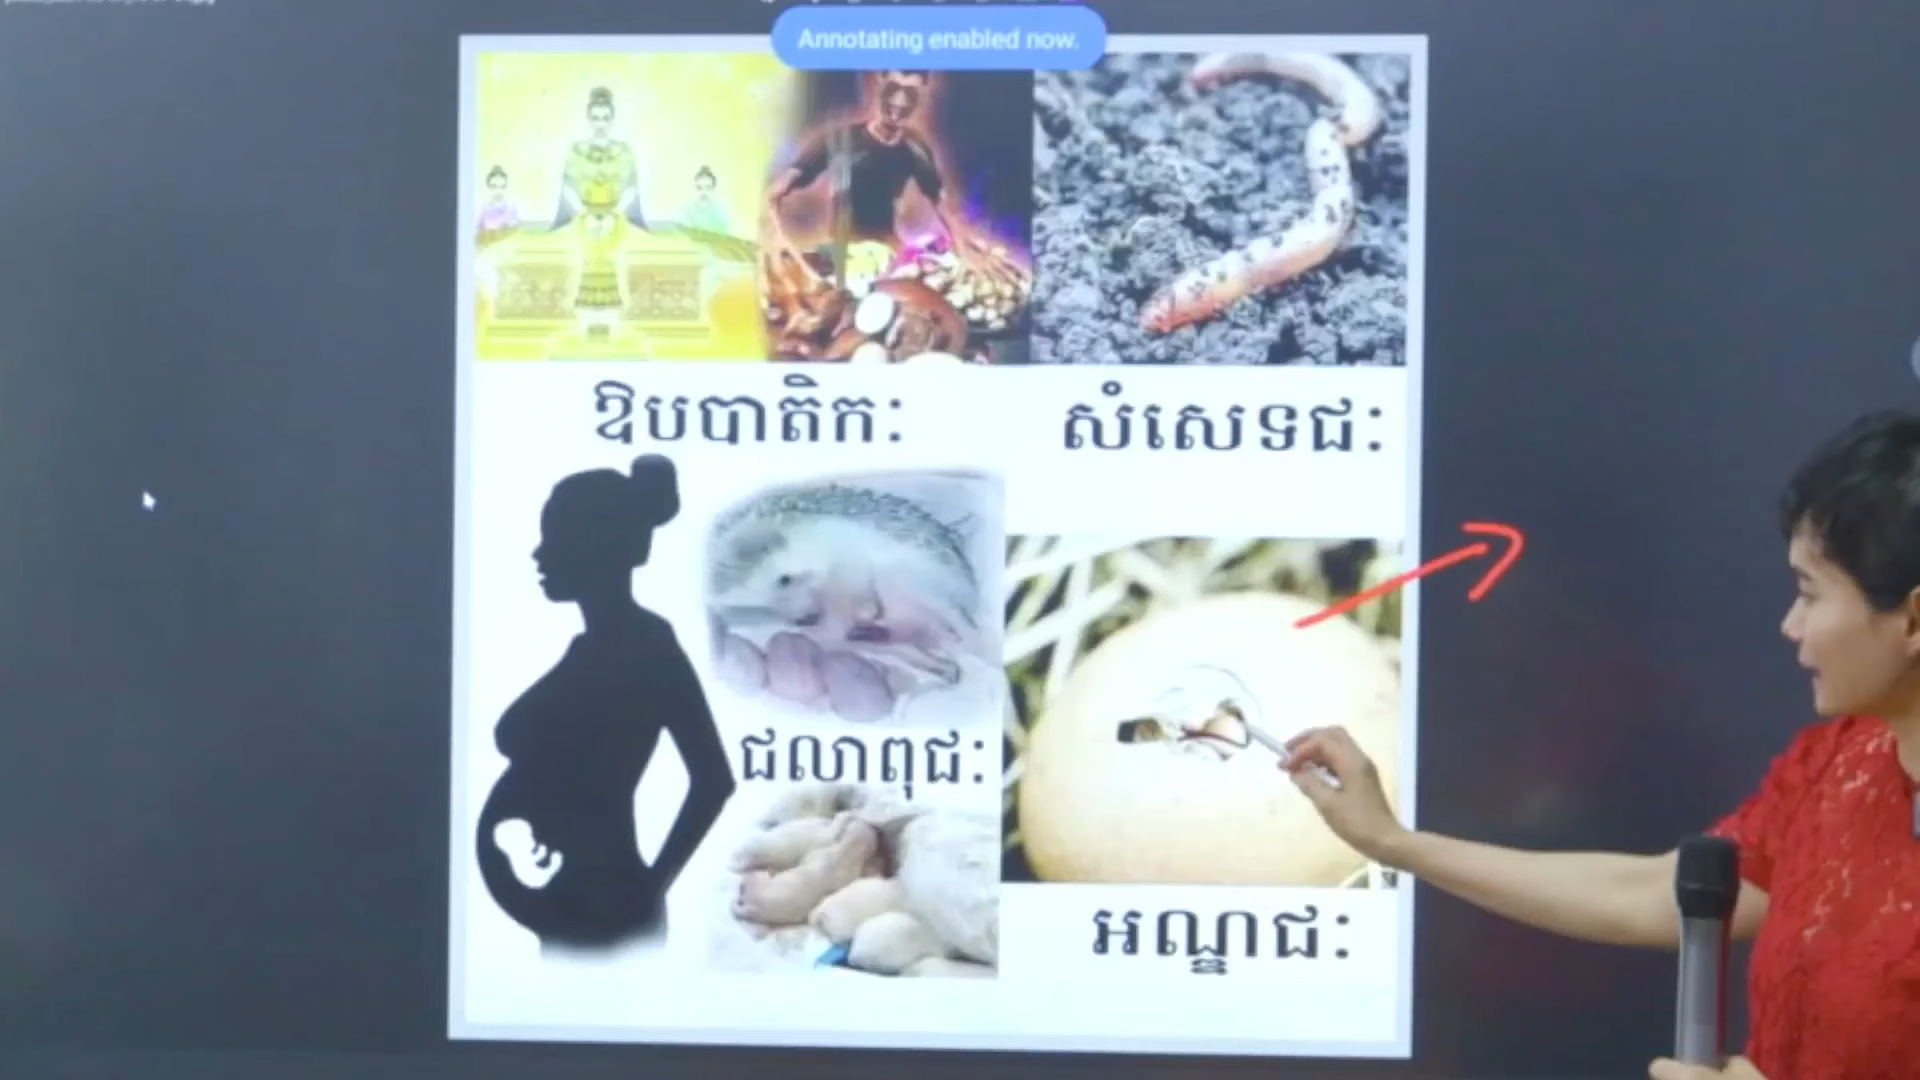 Annotating enabled now.
ឱបបាតិកៈ
សំសេទជៈ
ជលាពុជៈ
អណ្ឌជៈ